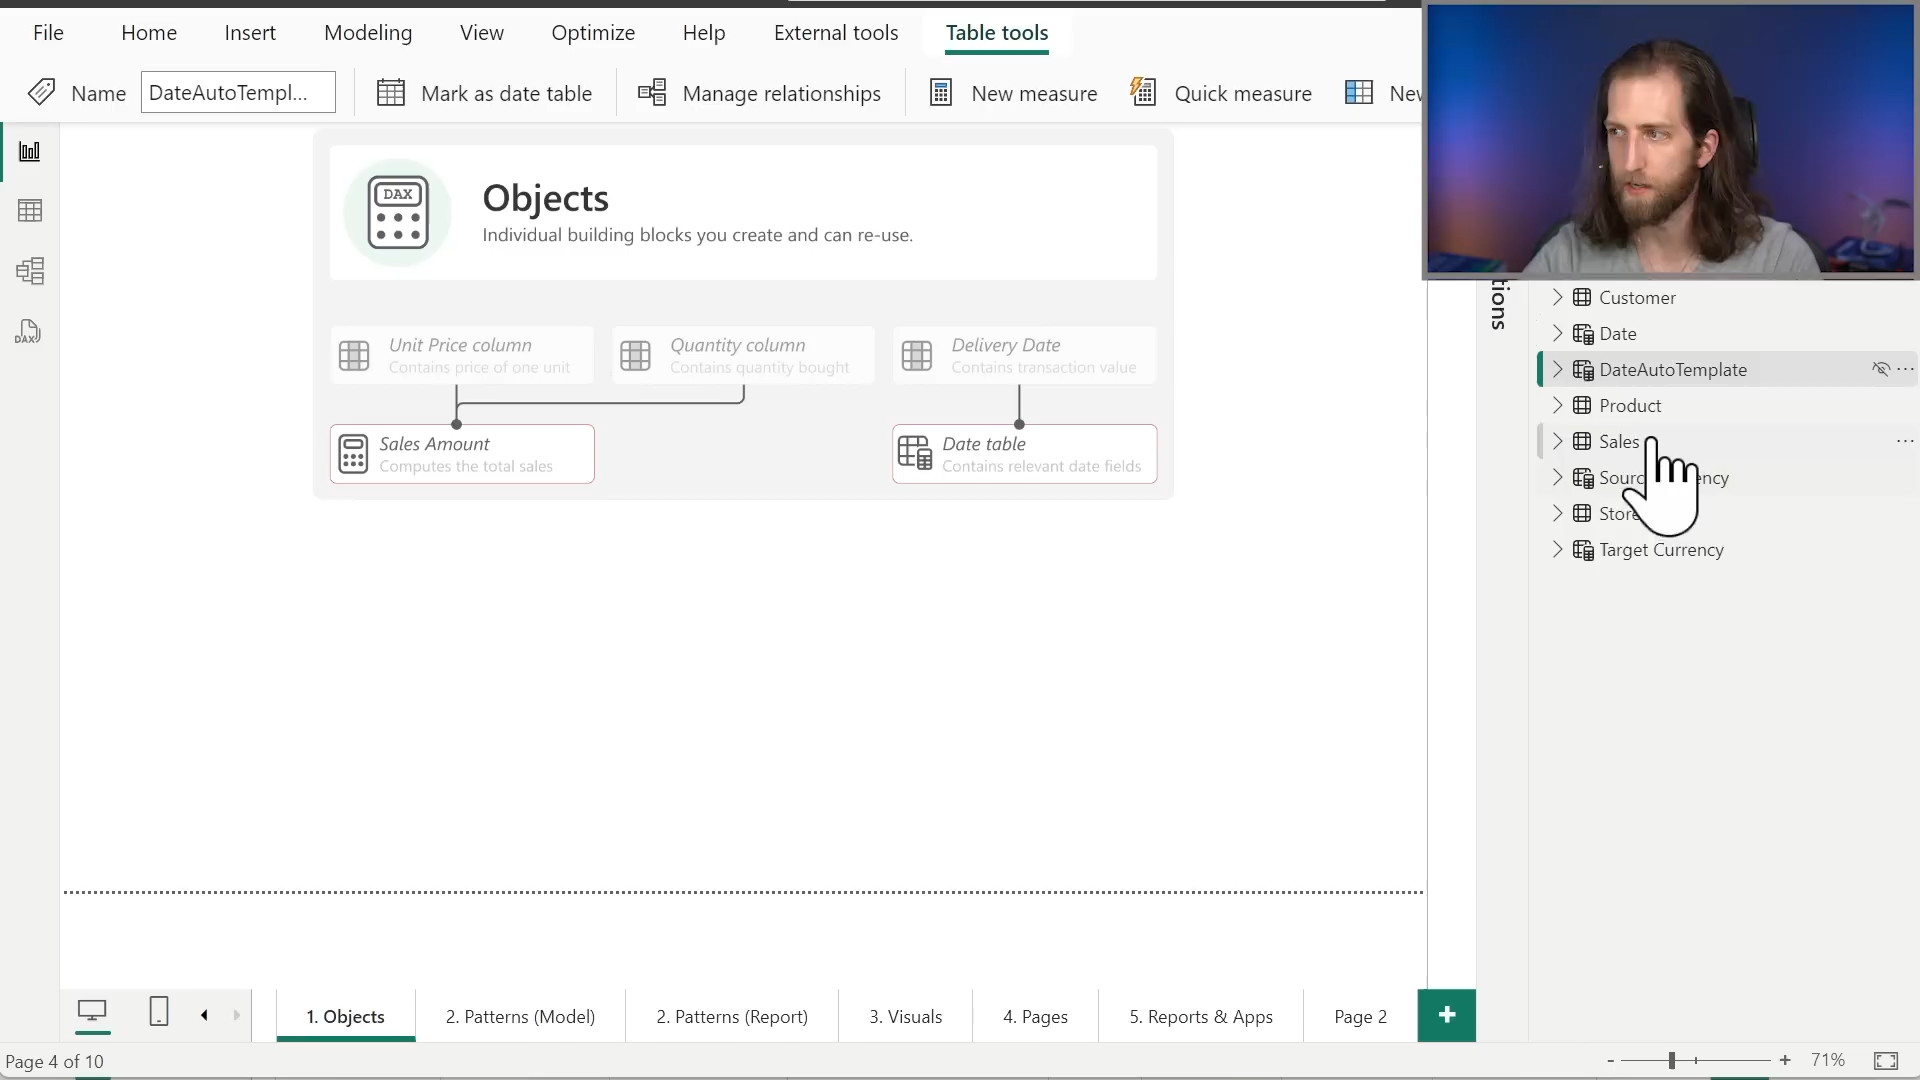 File Home Insert Modeling View Optimize Help External tools Table tools
Name DateAutoTempl... Mark as date table Manage relationships New measure Quick measure
DAX
Objects
Individual building blocks you create and can re-use.
Unit Price column
Contains price of one unit
Quantity column
Contains quantity bought
Delivery Date
Contains transaction value
Sales Amount
Computes the total sales
Date table
Contains relevant date fields
DAX
tions
Customer
Date
DateAutoTemplate
Product
Sales
Target Currency
1. Objects 2. Patterns (Model) 2. Patterns (Report) 3. Visuals 4. Pages 5. Reports & Apps Page 2 +
Page 4 of 10
- + 71%